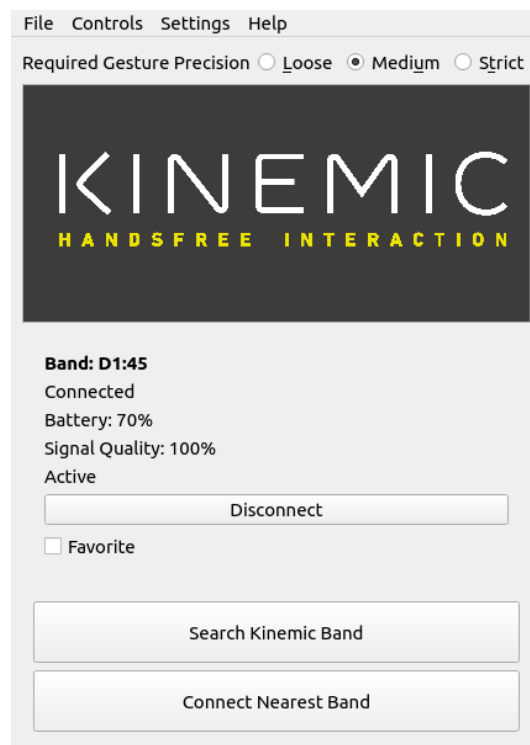 File Controls Settings Help
Required Gesture Precision Loose Medium Strict
KINEMIC
HANDSFREE INTERACTION
Band: D1:45
Connected
Battery: 70%
Signal Quality: 100%
Active
Disconnect
Favorite
Search Kinemic Band
Connect Nearest Band